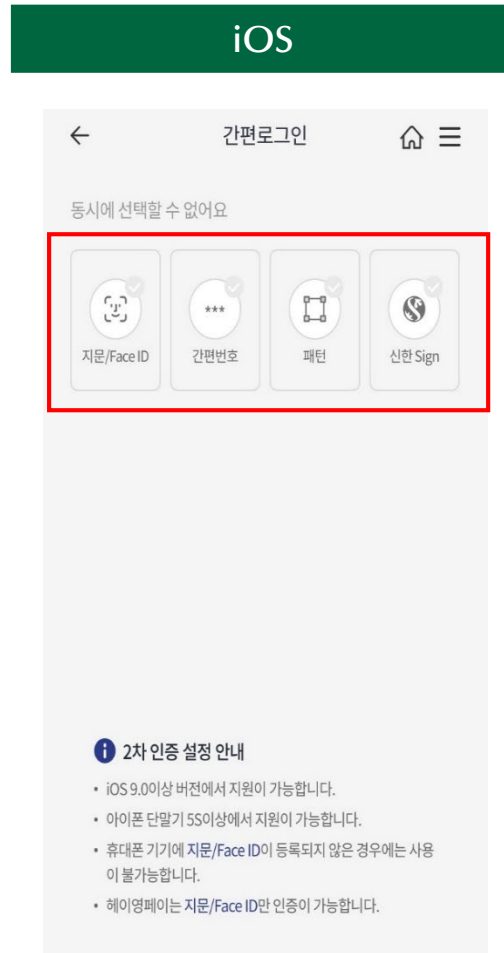 iOS
간편로그인
동시에 선택할 수 없어요
지문/Face ID
***
간편번호
패턴
신한 Sign
2차 인증 설정 안내
• iOS 9.0이상 버전에서 지원이 가능합니다.
• 아이폰 단말기 5S이상에서 지원이 가능합니다.
• 휴대폰 기기에 지문/Face ID이 등록되지 않은 경우에는 사용
이 불가능합니다.
• 헤이영페이는 지문/Face ID만 인증이 가능합니다.